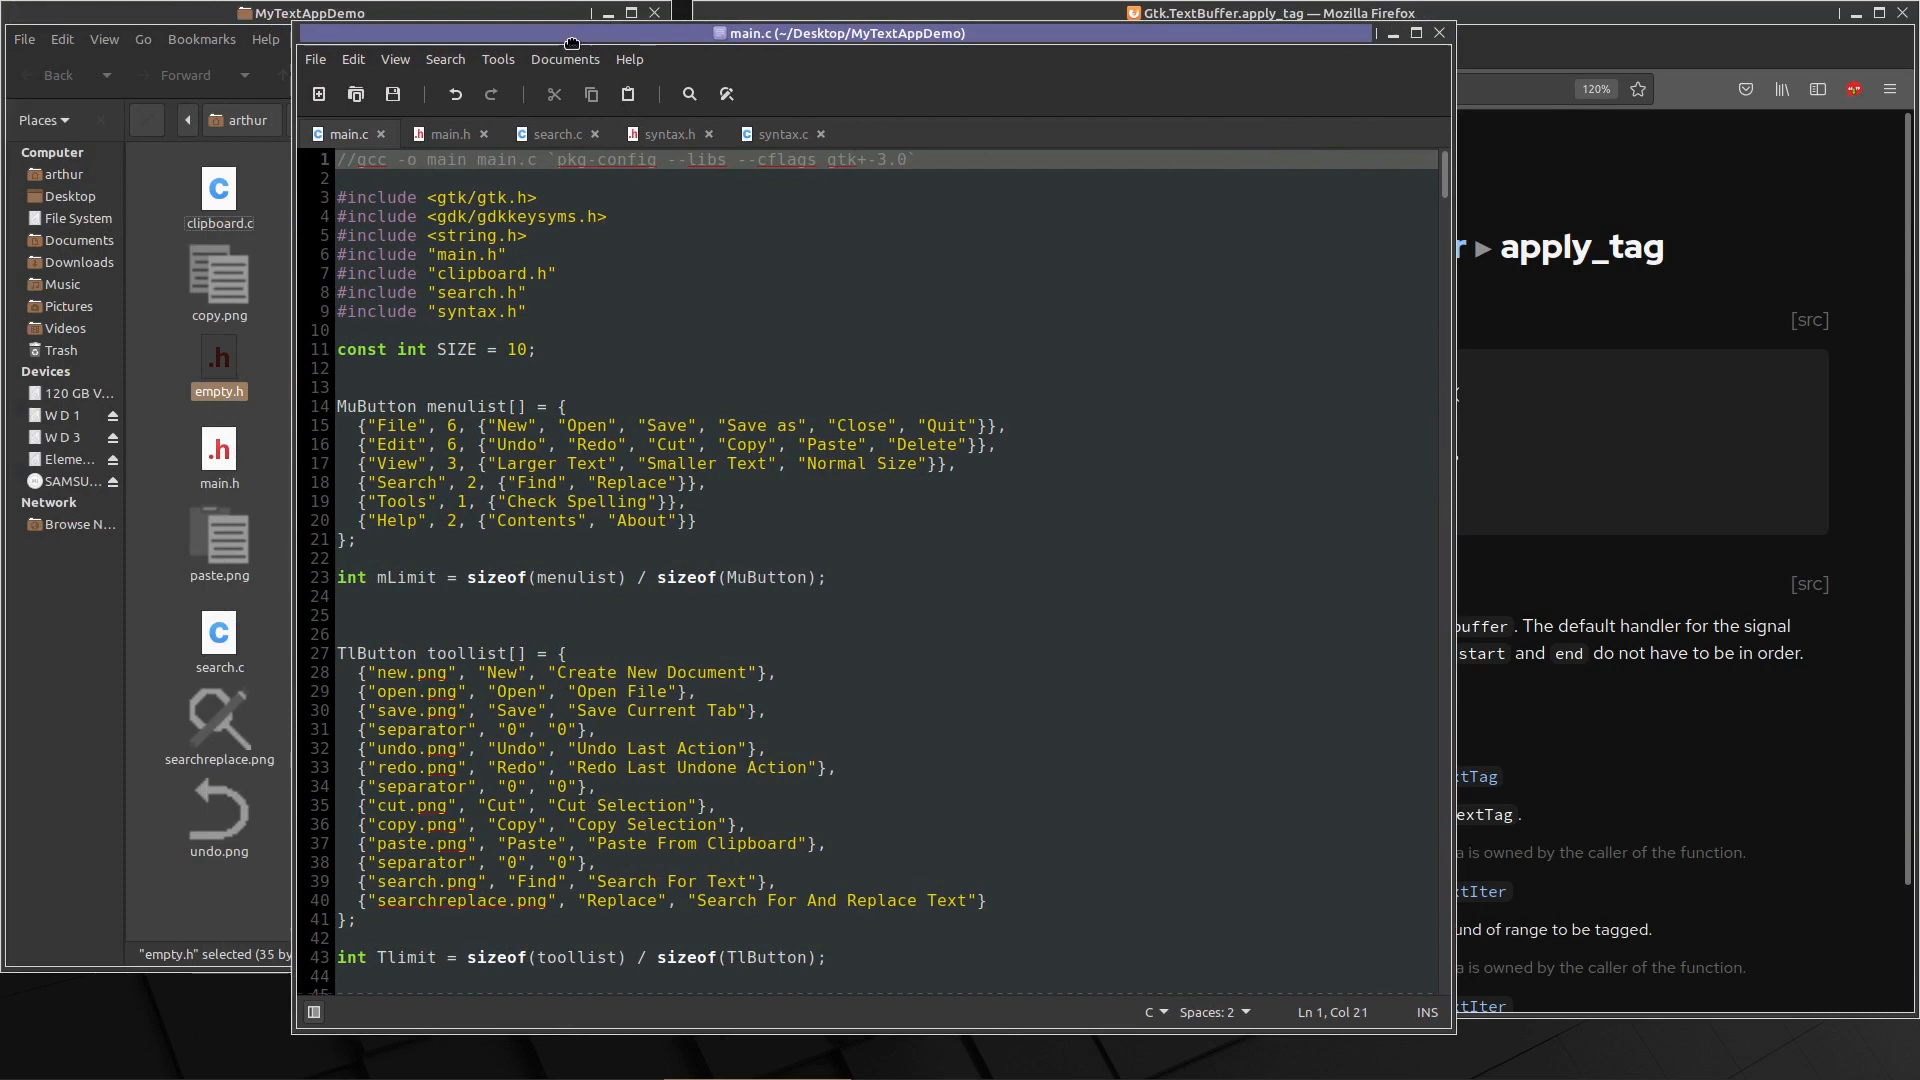 MyTextAppDemo
File Edit View Go Bookmarks Help
Back Forward
Places
arthur
Computer
arthur
Desktop
File System
Documents
Downloads
Music
Pictures
Videos
Trash
Devices
120 GB V...
W D 1
W D 3
Eleme...
SAMSU...
Network
Browse N...
clipboard.c
copy.png
.h
empty.h
.h
main.h
paste.png
search.c
searchreplace.png
undo.png
"empty.h" selected (35 by
main.c (~/Desktop/MyTextAppDemo)
File Edit View Search Tools Documents Help
main.c main.h search.c syntax.h syntax.c
1 //gcc -o main main.c `pkg-config --libs --cflags gtk+-3.0`
2
3 #include <gtk/gtk.h>
4 #include <gdk/gdkkeysyms.h>
5 #include <string.h>
6 #include "main.h"
7 #include "clipboard.h"
8 #include "search.h"
9 #include "syntax.h"
10
11 const int SIZE = 10;
12
13
14 MuButton menulist[] = {
15 {"File", 6, {"New", "Open", "Save", "Save as", "Close", "Quit"}},
16 {"Edit", 6, {"Undo", "Redo", "Cut", "Copy", "Paste", "Delete"}},
17 {"View", 3, {"Larger Text", "Smaller Text", "Normal Size"}},
18 {"Search", 2, {"Find", "Replace"}},
19 {"Tools", 1, {"Check Spelling"}},
20 {"Help", 2, {"Contents", "About"}}
21 };
22
23 int mLimit = sizeof(menulist) / sizeof(MuButton);
24
25
26
27 TlButton toollist[] = {
28 {"new.png", "New", "Create New Document"},
29 {"open.png", "Open", "Open File"},
30 {"save.png", "Save", "Save Current Tab"},
31 {"separator", "0", "0"},
32 {"undo.png", "Undo", "Undo Last Action"},
33 {"redo.png", "Redo", "Redo Last Undone Action"},
34 {"separator", "0", "0"},
35 {"cut.png", "Cut", "Cut Selection"},
36 {"copy.png", "Copy", "Copy Selection"},
37 {"paste.png", "Paste", "Paste From Clipboard"},
38 {"separator", "0", "0"},
39 {"search.png", "Find", "Search For Text"},
40 {"searchreplace.png", "Replace", "Search For And Replace Text"}
41 };
42
43 int Tlimit = sizeof(toollist) / sizeof(TlButton);
44
C Spaces: 2 Ln 1, Col 21 INS
Gtk.TextBuffer.apply_tag — Mozilla Firefox
120%
r ▸ apply_tag
[src]
[src]
buffer. The default handler for the signal
start and end do not have to be in order.
xtTag
extTag.
a is owned by the caller of the function.
xtIter
und of range to be tagged.
a is owned by the caller of the function.
xtIter